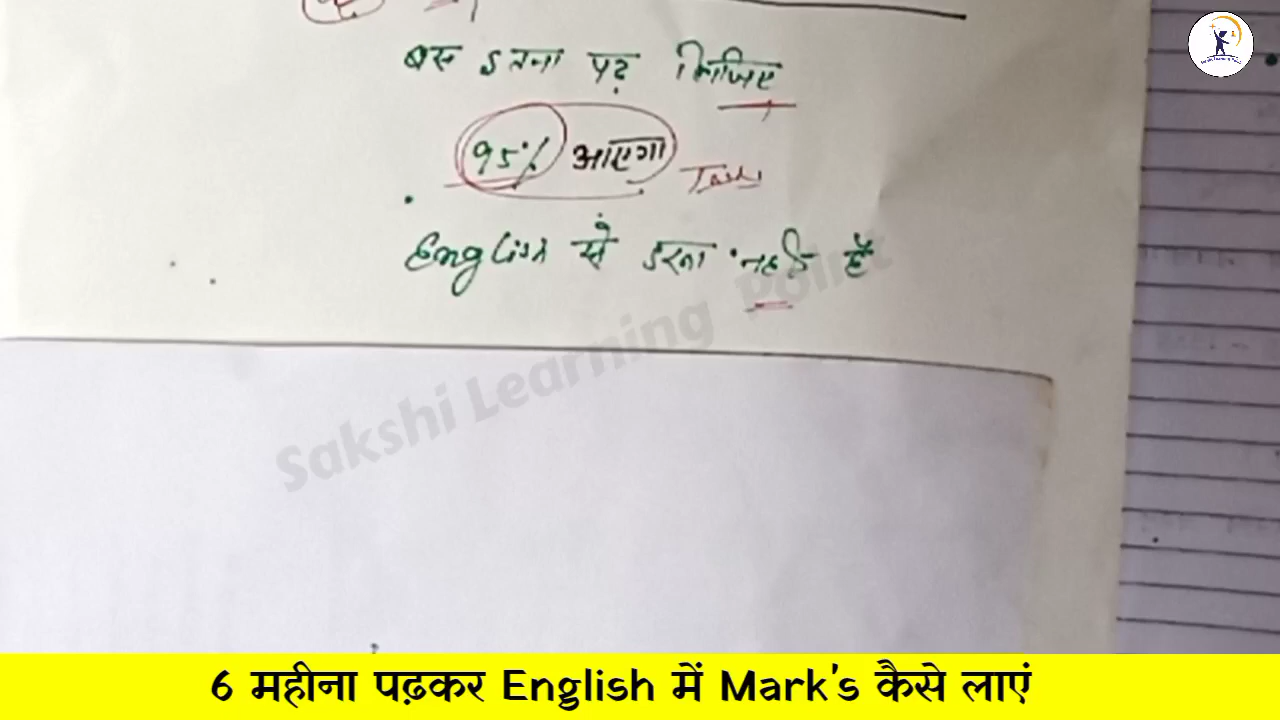 बस इतना पढ़ लिजिए
95% आएगा
English से डरना नहीं है
Sakshi Learning Point
6 महीना पढ़कर English में Mark's कैसे लाएं